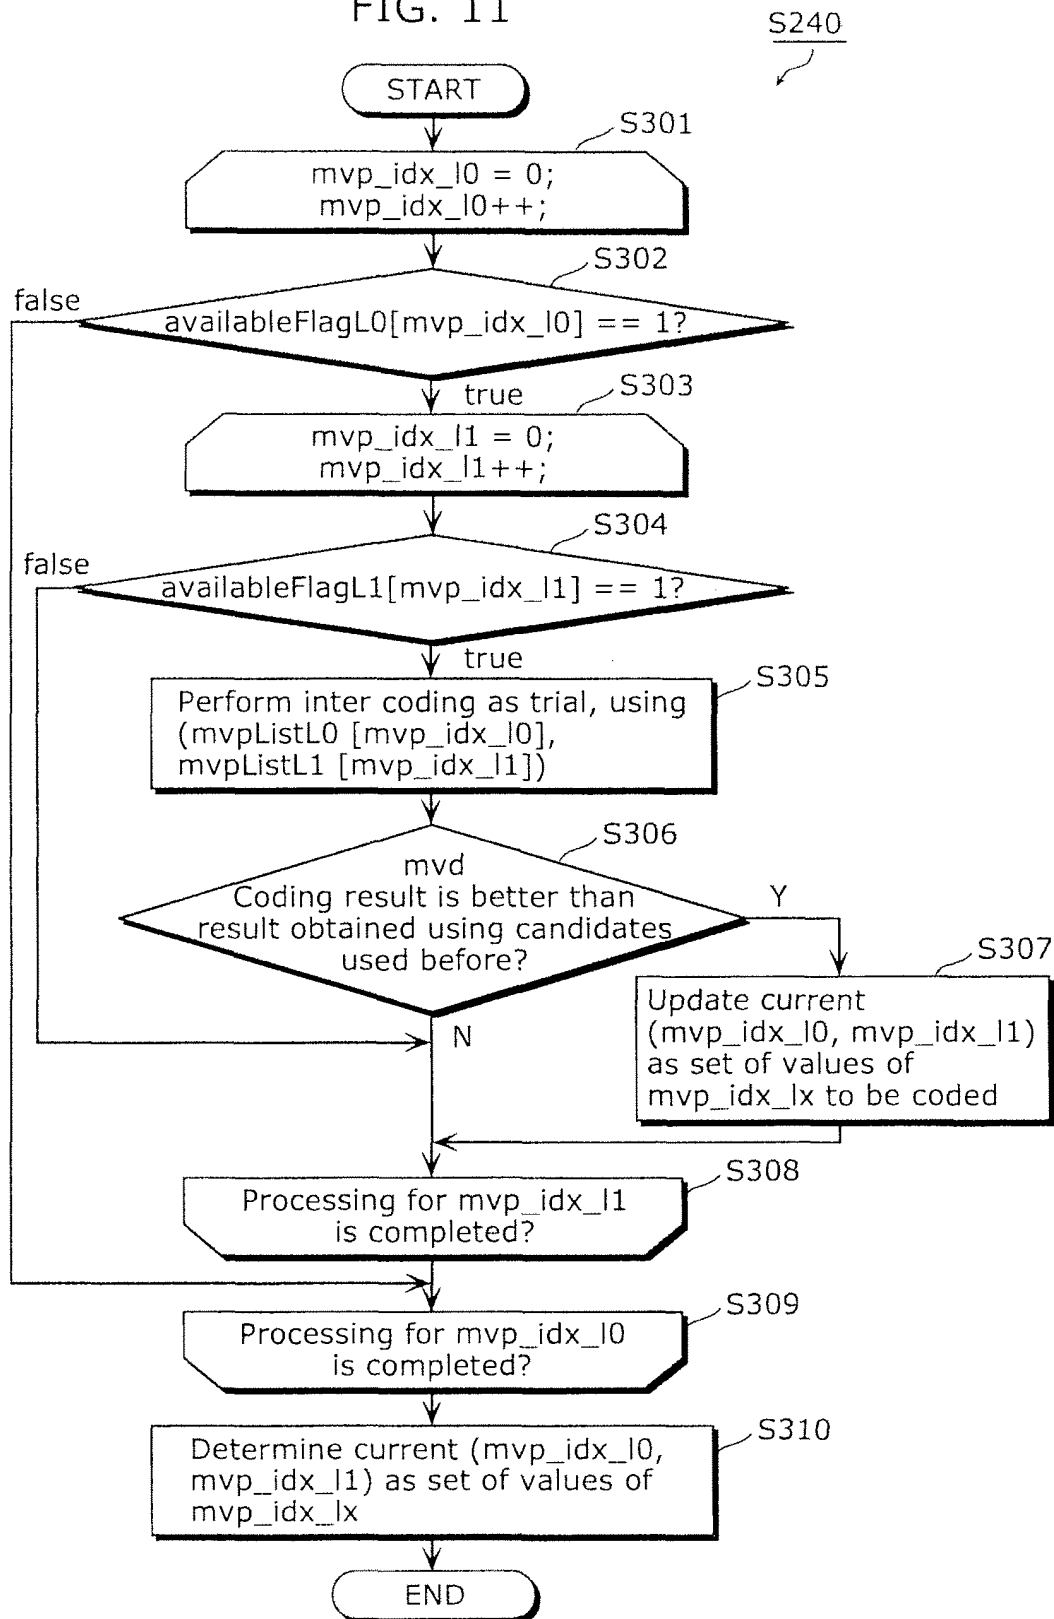 FIG. 11
S240
START
S301
mvp_idx_l0 = 0;
mvp_idx_l0++;
S302
false
availableFlagL0[mvp_idx_l0] == 1?
true
S303
mvp_idx_l1 = 0;
mvp_idx_l1++;
S304
false
availableFlagL1[mvp_idx_l1] == 1?
true
S305
Perform inter coding as trial, using
(mvpListL0 [mvp_idx_l0],
mvpListL1 [mvp_idx_l1])
S306
mvd
Coding result is better than
result obtained using candidates
used before?
Y
N
S307
Update current
(mvp_idx_l0, mvp_idx_l1)
as set of values of
mvp_idx_lx to be coded
S308
Processing for mvp_idx_l1
is completed?
S309
Processing for mvp_idx_l0
is completed?
S310
Determine current (mvp_idx_l0,
mvp_idx_l1) as set of values of
mvp_idx_lx
END